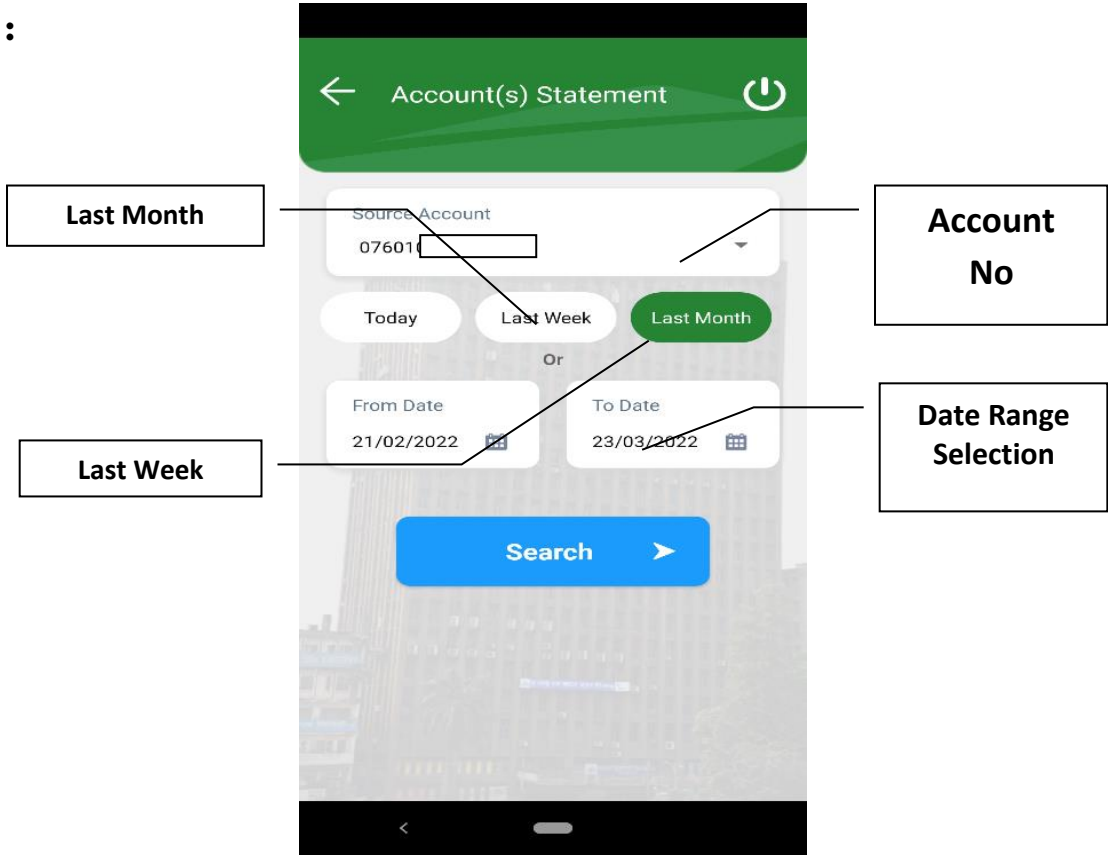 :
Account(s) Statement
Last Month
Source Account
07601
Account
No
Today
Last Week
Last Month
Or
From Date
To Date
21/02/2022
23/03/2022
Date Range
Selection
Last Week
Search